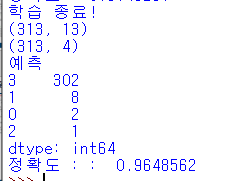 학습 종료!
(313, 13)
(313, 4)
예측
3 302
1 8
0 2
2 1
dtype: int64
정확도 : : 0.9648562
>>>